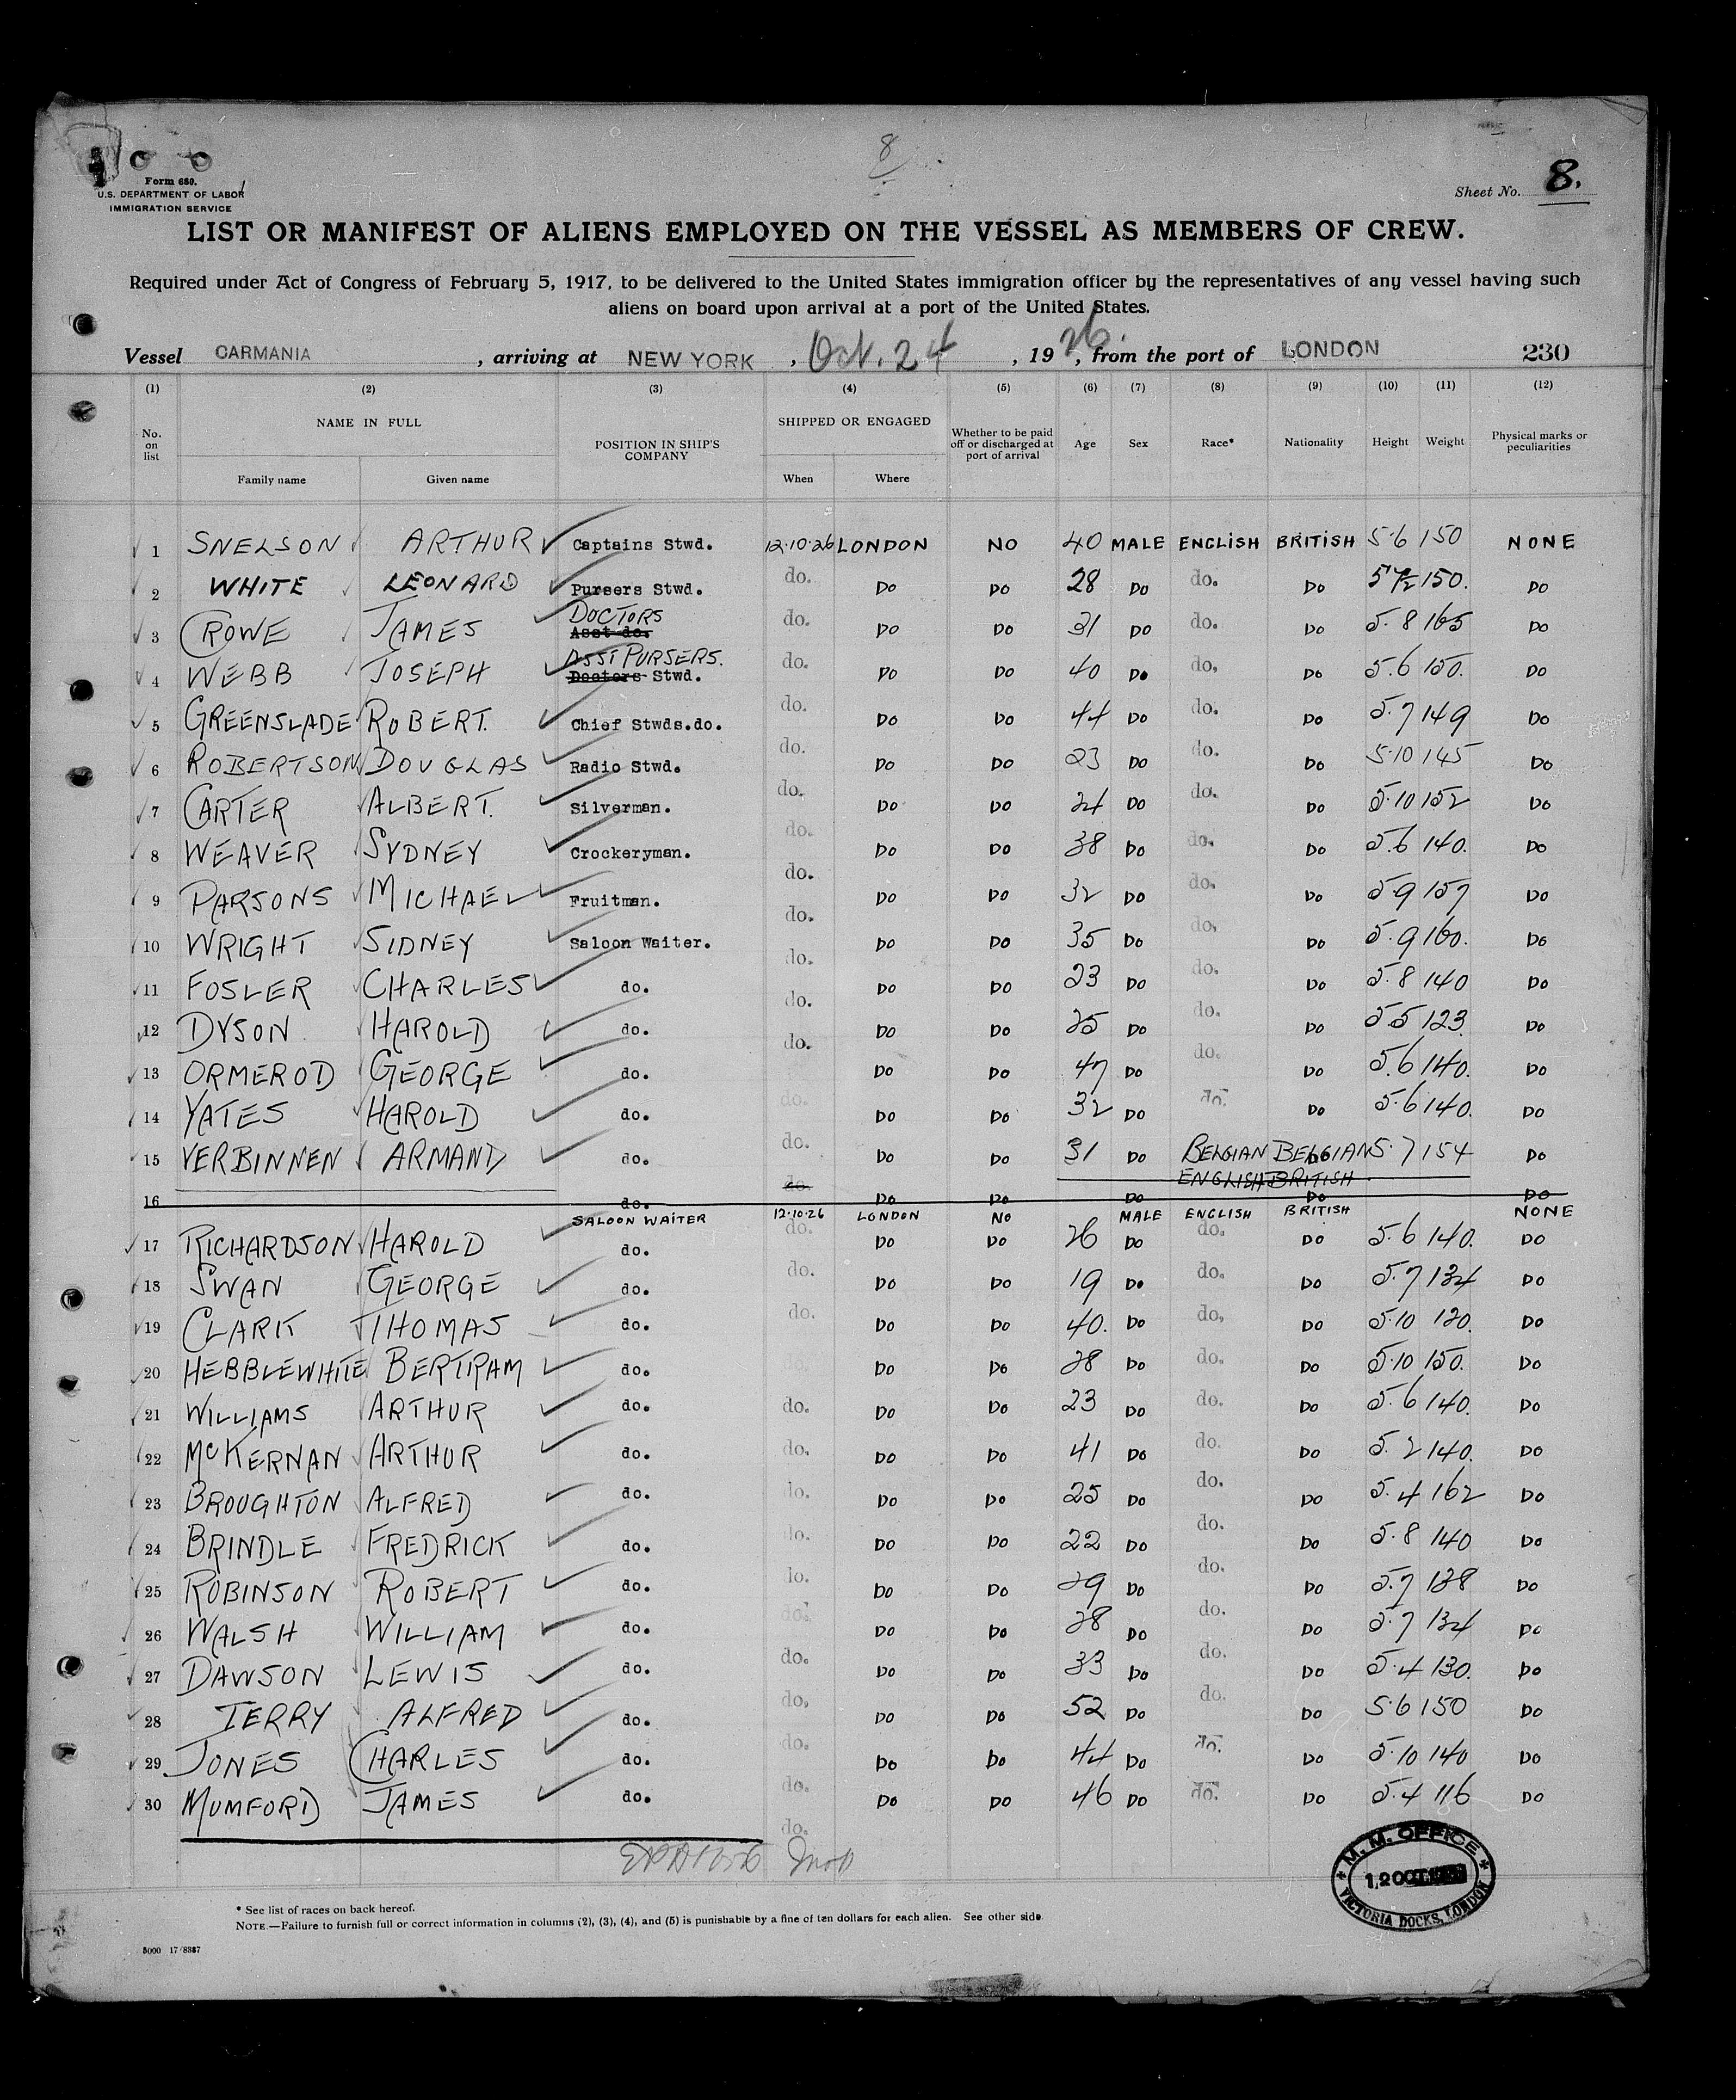 8
Form 680.
U.S. DEPARTMENT OF LABOR
IMMIGRATION SERVICE
Sheet No. 8.
LIST OR MANIFEST OF ALIENS EMPLOYED ON THE VESSEL AS MEMBERS OF CREW.
Required under Act of Congress of February 5, 1917, to be delivered to the United States immigration officer by the representatives of any vessel having such
aliens on board upon arrival at a port of the United States.
Vessel CARMANIA, arriving at NEW YORK, Oct. 24, 1926., from the port of LONDON 230
(1) (2) (3) (4) (5) (6) (7) (8) (9) (10) (11) (12)
No. on list NAME IN FULL POSITION IN SHIP'S COMPANY SHIPPED OR ENGAGED Whether to be paid off or discharged at port of arrival Age Sex Race* Nationality Height Weight Physical marks or peculiarities
Family name Given name When Where
1 SNELSON ARTHUR Captains Stwd. 12.10.26 LONDON NO 40 MALE ENGLISH BRITISH 5.6 150 NONE
2 WHITE LEONARD Pursers Stwd. do. DO DO 28 DO do. DO 5 7½ 150. DO
3 CROWE JAMES DOCTORS Asst do. do. DO DO 31 DO do. DO 5.8 165 DO
4 WEBB JOSEPH ASST PURSERS. Doctors Stwd. do. DO DO 40 DO do. DO 5.6 150. DO
5 GREENSLADE ROBERT. Chief Stwds.do. do. DO DO 44 DO do. DO 5.7 149 DO
6 ROBERTSON DOUGLAS Radio Stwd. do. DO DO 23 DO do. DO 5.10 145 DO
7 CARTER ALBERT. Silverman. do. DO DO 24 DO do. DO 5.10 152 DO
8 WEAVER SYDNEY Crockeryman. do. DO DO 38 DO do. DO 5.6 140. DO
9 PARSONS MICHAEL Fruitman. do. DO DO 32 DO do. DO 5.9 157 DO
10 WRIGHT SIDNEY Saloon Waiter. do. DO DO 35 DO do. DO 5.9 160. DO
11 FOSLER CHARLES do. do. DO DO 23 DO do. DO 5.8 140 DO
12 DYSON HAROLD do. do. DO DO 25 DO do. DO 5.5 123. DO
13 ORMEROD GEORGE do. do. DO DO 47 DO do. DO 5.6 140. DO
14 YATES HAROLD do. do. DO DO 32 DO do. DO 5.6 140. DO
15 VERBINNEN ARMAND do. do. DO DO 31 DO BELGIAN BELGIAN 5.7 154 DO
ENGLISH BRITISH
16 do. do. DO DO DO DO DO
SALOON WAITER 12.10.26 LONDON NO MALE ENGLISH BRITISH NONE
17 RICHARDSON HAROLD do. do. DO DO 26 DO do. DO 5.6 140. DO
18 SWAN GEORGE do. do. DO DO 19 DO do. DO 5.7 134 DO
19 CLARK THOMAS do. do. DO DO 40. DO do. DO 5.10 120. DO
20 HEBBLEWHITE BERTRAM do. DO DO 28 DO do. DO 5.10 150. DO
21 WILLIAMS ARTHUR do. do. DO DO 23 DO do. DO 5.6 140. DO
22 McKERNAN ARTHUR do. do. DO DO 41 DO do. DO 5.2 140. DO
23 BROUGHTON ALFRED do. do. DO DO 25 DO do. DO 5.4 162 DO
24 BRINDLE FREDRICK do. do. DO DO 22 DO do. DO 5.8 140 DO
25 ROBINSON ROBERT do. do. DO DO 29 DO do. DO 5.7 138 DO
26 WALSH WILLIAM do. do. DO DO 28 DO do. DO 5.7 134 DO
27 DAWSON LEWIS do. do. DO DO 33 DO do. DO 5.4 130. DO
28 TERRY ALFRED do. do. DO DO 52 DO do. DO 5.6 150 DO
29 JONES CHARLES do. do. DO DO 44 DO do. DO 5.10 140 DO
30 MUMFORD JAMES do. do. DO DO 46 DO do. DO 5.4 116 DO
do.
M. M. OFFICE
VICTORIA DOCKS, LONDON
* See list of races on back hereof.
NOTE.—Failure to furnish full or correct information in columns (2), (3), (4), and (5) is punishable by a fine of ten dollars for each alien. See other side.